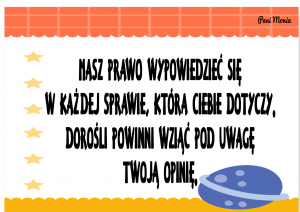 Pani Monia
MASZ PRAWO WYPOWIEDZIEĆ SIĘ
W KAŻDEJ SPRAWIE, KTÓRA CIEBIE DOTYCZY.
DOROŚLI POWINNI WZIĄĆ POD UWAGĘ
TWOJĄ OPINIĘ.